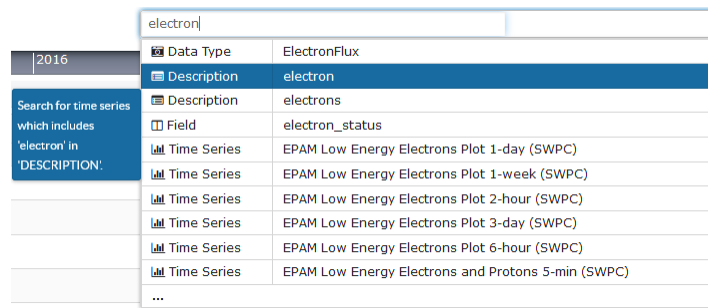 electron
2016
Data Type ElectronFlux
Description electron
Description electrons
Field electron_status
Time Series EPAM Low Energy Electrons Plot 1-day (SWPC)
Time Series EPAM Low Energy Electrons Plot 1-week (SWPC)
Time Series EPAM Low Energy Electrons Plot 2-hour (SWPC)
Time Series EPAM Low Energy Electrons Plot 3-day (SWPC)
Time Series EPAM Low Energy Electrons Plot 6-hour (SWPC)
Time Series EPAM Low Energy Electrons and Protons 5-min (SWPC)
...
Search for time series
which includes
'electron' in
'DESCRIPTION'.